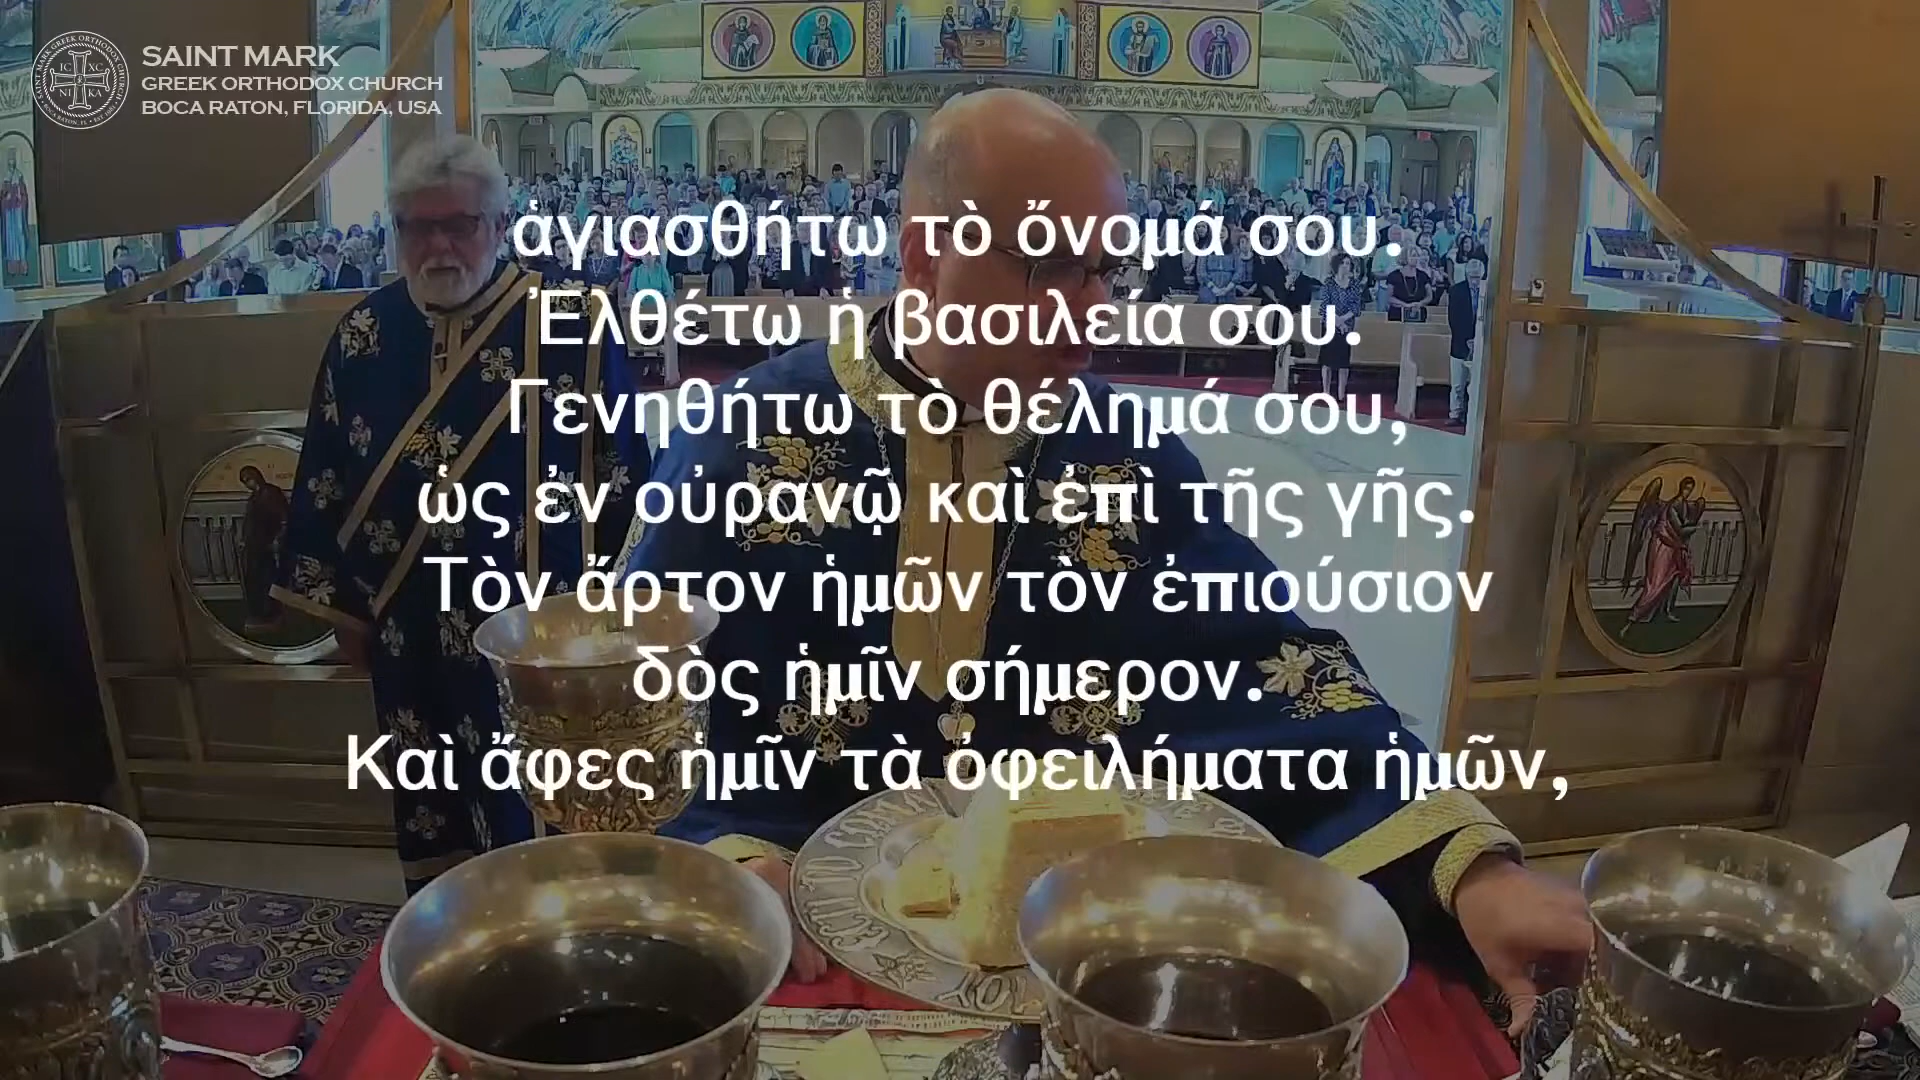 SAINT MARK
GREEK ORTHODOX CHURCH
BOCA RATON, FLORIDA, USA
ἁγιασθήτω τὸ ὄνομά σου.
Ἐλθέτω ἡ βασιλεία σου.
Γενηθήτω τὸ θέλημά σου,
ὡς ἐν οὐρανῷ καὶ ἐπὶ τῆς γῆς.
Τὸν ἄρτον ἡμῶν τὸν ἐπιούσιον
δὸς ἡμῖν σήμερον.
Καὶ ἄφες ἡμῖν τὰ ὀφειλήματα ἡμῶν,